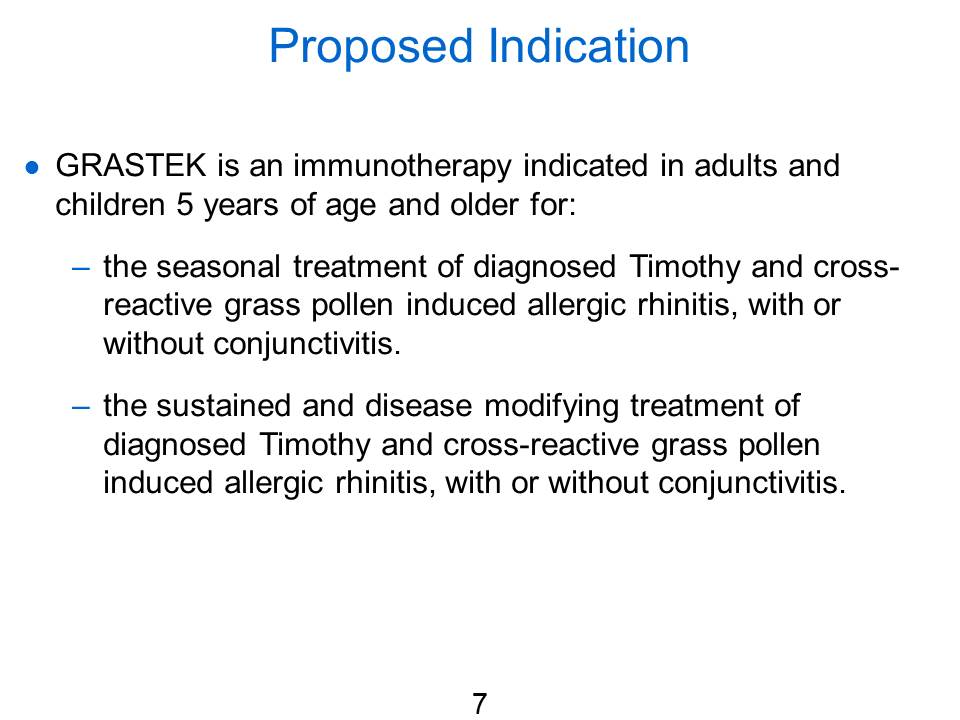 Proposed Indication
● GRASTEK is an immunotherapy indicated in adults and
children 5 years of age and older for:
– the seasonal treatment of diagnosed Timothy and cross-
reactive grass pollen induced allergic rhinitis, with or
without conjunctivitis.
– the sustained and disease modifying treatment of
diagnosed Timothy and cross-reactive grass pollen
induced allergic rhinitis, with or without conjunctivitis.
7